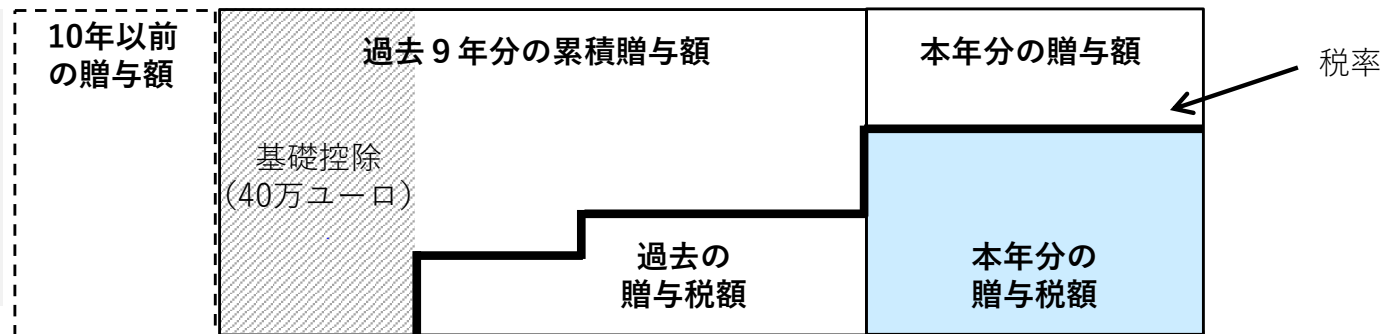 10年以前
の贈与額
過去９年分の累積贈与額
本年分の贈与額
税率
基礎控除
（40万ユーロ）
過去の
贈与税額
本年分の
贈与税額